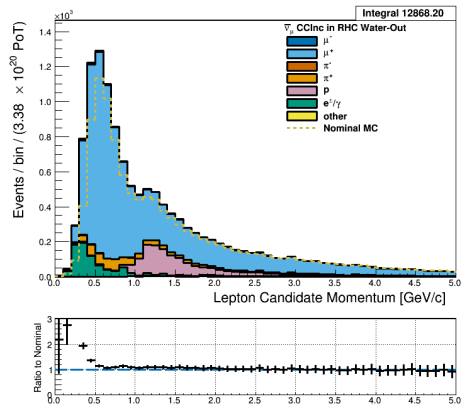 ×10³
Integral 12868.20
ν̅μ CCInc in RHC Water-Out
μ⁻
μ⁺
π⁻
π⁺
p
e±/γ
other
Nominal MC
Events / bin / (3.38 × 10²⁰ PoT)
1.4
1.2
1.0
0.8
0.6
0.4
0.2
0.0
0.0 0.5 1.0 1.5 2.0 2.5 3.0 3.5 4.0 4.5 5.0
Lepton Candidate Momentum [GeV/c]
Ratio to Nominal
3
2
1
0
0.0 0.5 1.0 1.5 2.0 2.5 3.0 3.5 4.0 4.5 5.0